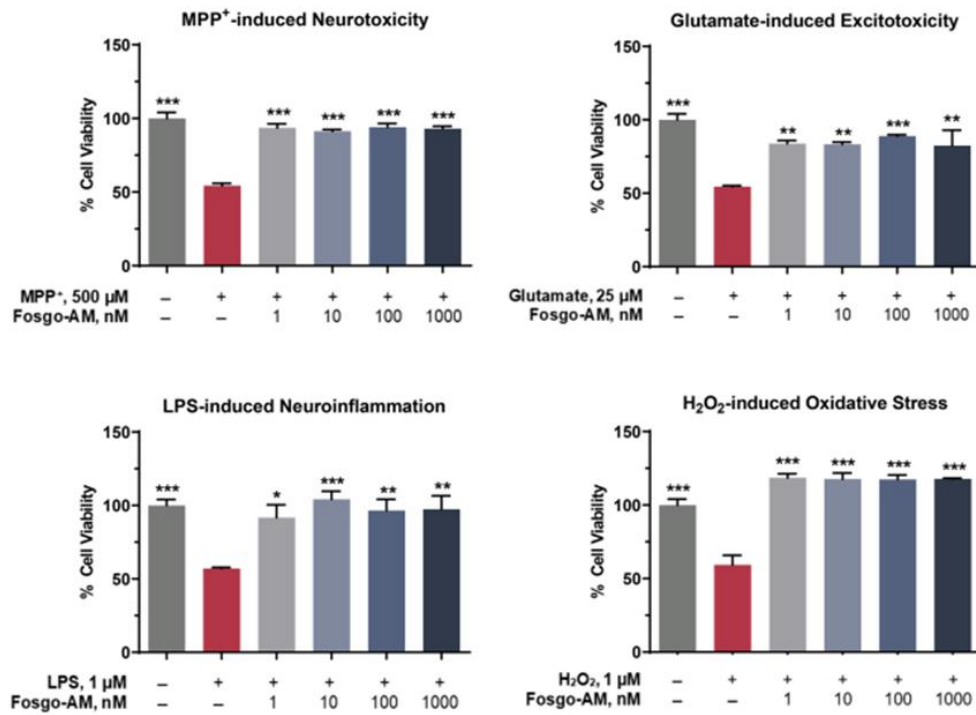 MPP⁺-induced Neurotoxicity
150
100
50
0
% Cell Viability
*** *** *** *** ***
MPP⁺, 500 µM – + + + + +
Fosgo-AM, nM – – 1 10 100 1000
Glutamate-induced Excitotoxicity
150
100
50
0
% Cell Viability
*** ** ** *** **
Glutamate, 25 µM – + + + + +
Fosgo-AM, nM – – 1 10 100 1000
LPS-induced Neuroinflammation
150
100
50
0
% Cell Viability
*** * *** ** **
LPS, 1 µM – + + + + +
Fosgo-AM, nM – – 1 10 100 1000
H₂O₂-induced Oxidative Stress
150
100
50
0
% Cell Viability
*** *** *** *** ***
H₂O₂, 1 µM – + + + + +
Fosgo-AM, nM – – 1 10 100 1000